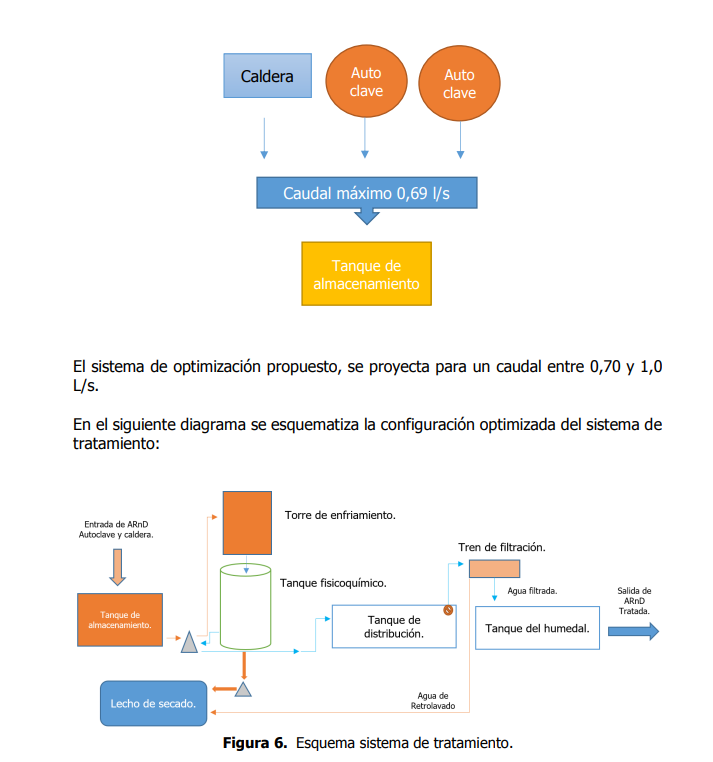 Caldera
Auto
clave
Auto
clave
Caudal máximo 0,69 l/s
Tanque de
almacenamiento
El sistema de optimización propuesto, se proyecta para un caudal entre 0,70 y 1,0
L/s.
En el siguiente diagrama se esquematiza la configuración optimizada del sistema de
tratamiento:
Torre de enfriamiento.
Entrada de ARnD
Autoclave y caldera.
Tren de filtración.
Tanque fisicoquímico.
Agua filtrada.
Salida de
ARnD
Tratada.
Tanque de
almacenamiento.
Tanque de
distribución.
Tanque del humedal.
Lecho de secado.
Agua de
Retrolavado
Figura 6. Esquema sistema de tratamiento.